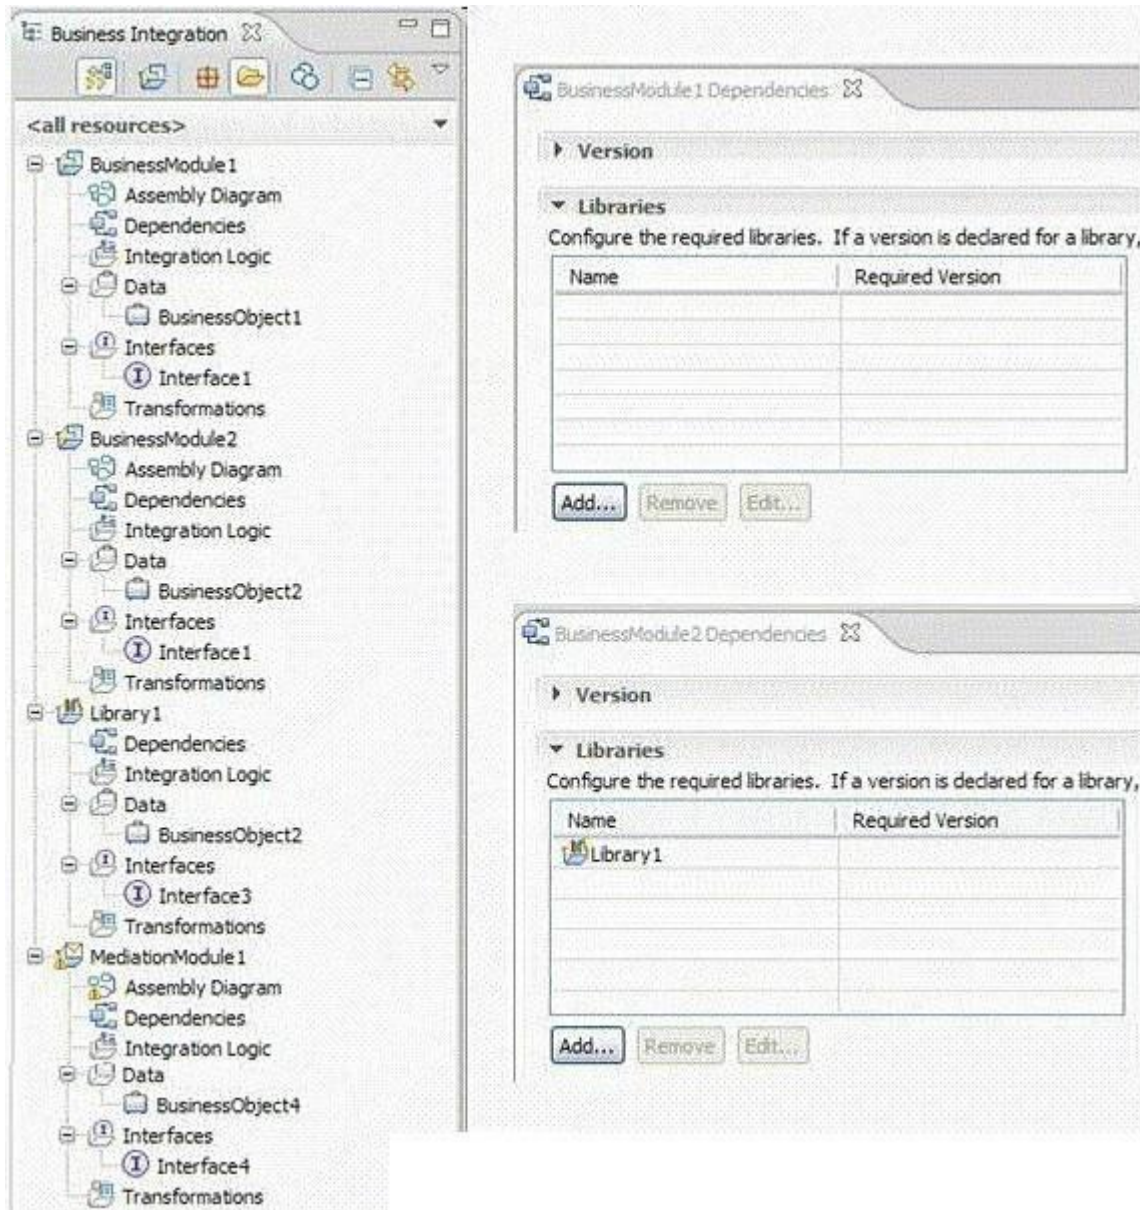 Business Integration
<all resources>
BusinessModule1
Assembly Diagram
Dependencies
Integration Logic
Data
BusinessObject1
Interfaces
Interface1
Transformations
BusinessModule2
Assembly Diagram
Dependencies
Integration Logic
Data
BusinessObject2
Interfaces
Interface1
Transformations
Library1
Dependencies
Integration Logic
Data
BusinessObject2
Interfaces
Interface3
Transformations
MediationModule1
Assembly Diagram
Dependencies
Integration Logic
Data
BusinessObject4
Interfaces
Interface4
Transformations
BusinessModule1 Dependencies
Version
Libraries
Configure the required libraries. If a version is declared for a library,
Name Required Version
Add... Remove Edit...
BusinessModule2 Dependencies
Version
Libraries
Configure the required libraries. If a version is declared for a library,
Name Required Version
Library1
Add... Remove Edit...